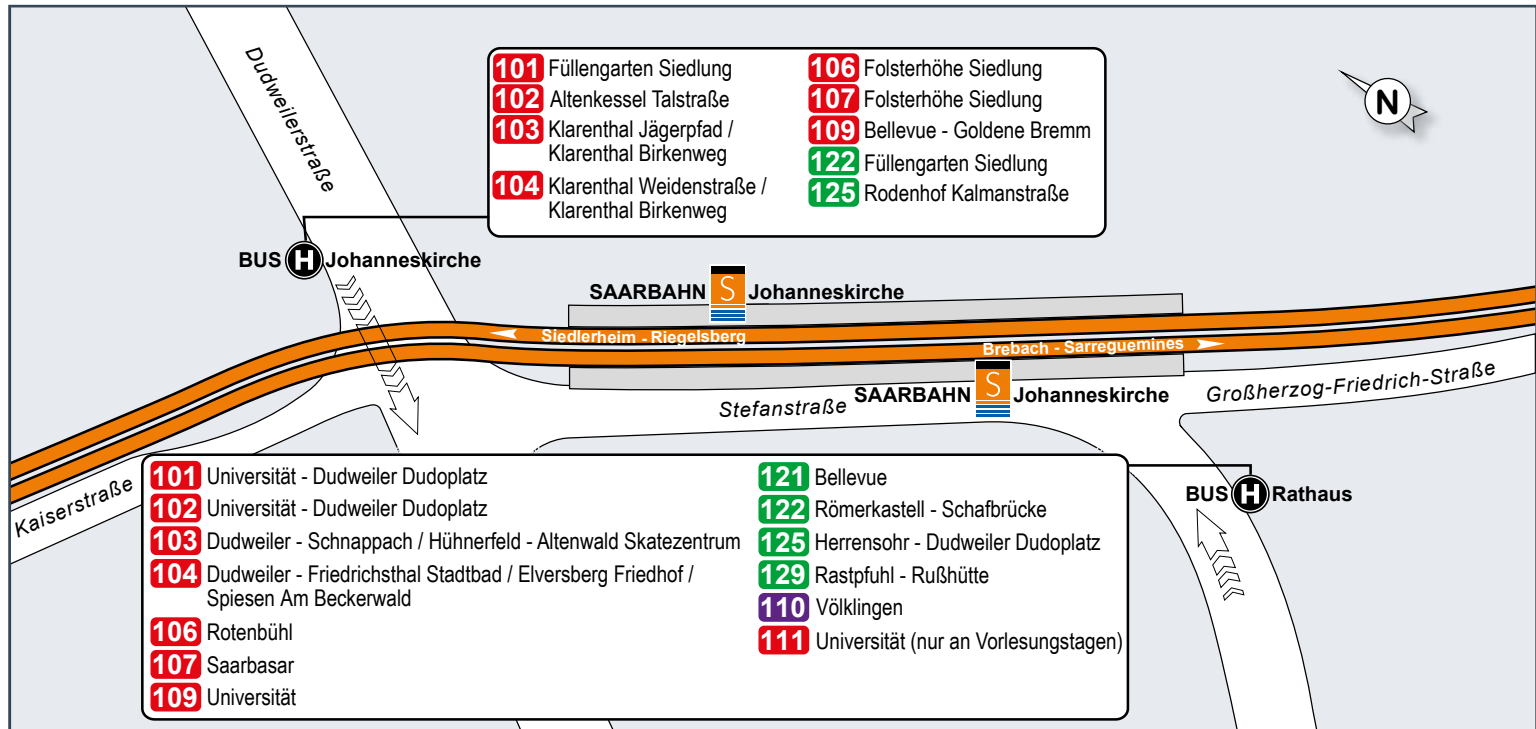 Dudweilerstraße
101 Füllengarten Siedlung
102 Altenkessel Talstraße
103 Klarenthal Jägerpfad /
Klarenthal Birkenweg
104 Klarenthal Weidenstraße /
Klarenthal Birkenweg
106 Folsterhöhe Siedlung
107 Folsterhöhe Siedlung
109 Bellevue - Goldene Bremm
122 Füllengarten Siedlung
125 Rodenhof Kalmanstraße
N
BUS H Johanneskirche
SAARBAHN S Johanneskirche
Siedlerheim - Riegelsberg
Brebach - Sarreguemines
SAARBAHN S Johanneskirche
Stefanstraße
Großherzog-Friedrich-Straße
Kaiserstraße
101 Universität - Dudweiler Dudoplatz
102 Universität - Dudweiler Dudoplatz
103 Dudweiler - Schnappach / Hühnerfeld - Altenwald Skatezentrum
104 Dudweiler - Friedrichsthal Stadtbad / Elversberg Friedhof /
Spiesen Am Beckerwald
106 Rotenbühl
107 Saarbasar
109 Universität
121 Bellevue
122 Römerkastell - Schafbrücke
125 Herrensohr - Dudweiler Dudoplatz
129 Rastpfuhl - Rußhütte
110 Völklingen
111 Universität (nur an Vorlesungstagen)
BUS H Rathaus